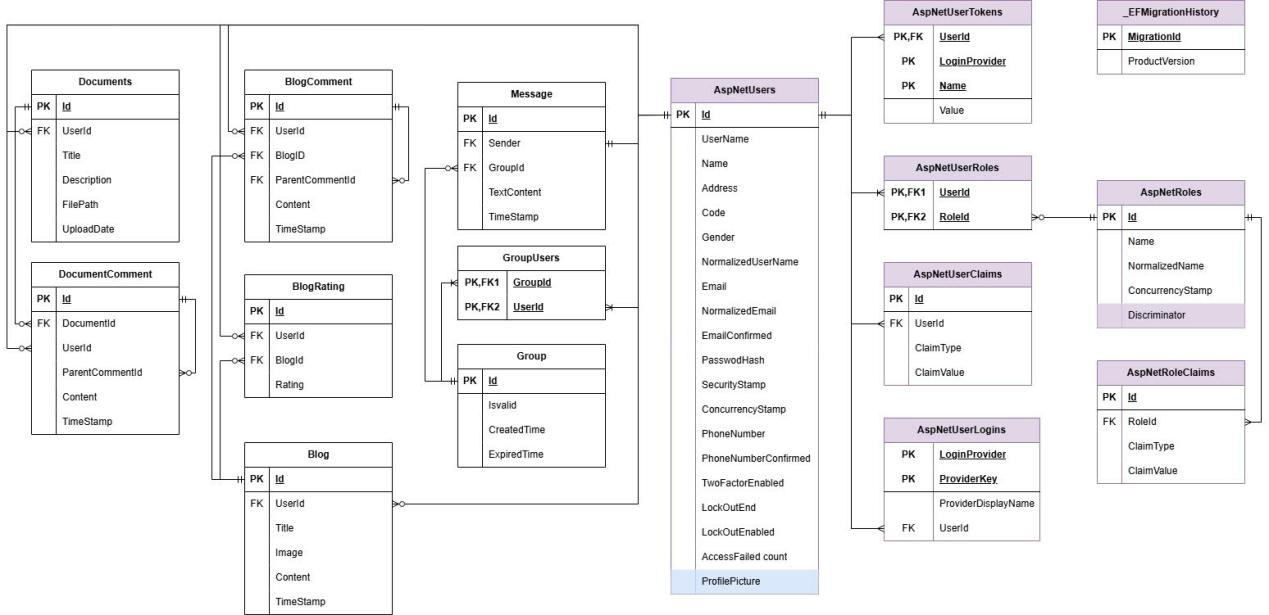 Documents
PK Id
FK UserId
Title
Description
FilePath
UploadDate
DocumentComment
PK Id
FK DocumentId
UserId
ParentCommentId
Content
TimeStamp
BlogComment
PK Id
FK UserId
FK BlogID
FK ParentCommentId
Content
TimeStamp
BlogRating
PK Id
FK UserId
FK BlogId
Rating
Blog
PK Id
FK UserId
Title
Image
Content
TimeStamp
Message
PK Id
FK Sender
FK GroupId
TextContent
TimeStamp
GroupUsers
PK,FK1 GroupId
PK,FK2 UserId
Group
PK Id
Isvalid
CreatedTime
ExpiredTime
AspNetUsers
PK Id
UserName
Name
Address
Code
Gender
NormalizedUserName
Email
NormalizedEmail
EmailConfirmed
PasswodHash
SecurityStamp
ConcurrencyStamp
PhoneNumber
PhoneNumberConfirmed
TwoFactorEnabled
LockOutEnd
LockOutEnabled
AccessFailed count
ProfilePicture
AspNetUserTokens
PK,FK UserId
PK LoginProvider
PK Name
Value
AspNetUserRoles
PK,FK1 UserId
PK,FK2 RoleId
AspNetUserClaims
PK Id
FK UserId
ClaimType
ClaimValue
AspNetUserLogins
PK LoginProvider
PK ProviderKey
ProviderDisplayName
FK UserId
_EFMigrationHistory
PK MigrationId
ProductVersion
AspNetRoles
PK Id
Name
NormalizedName
ConcurrencyStamp
Discriminator
AspNetRoleClaims
PK Id
FK RoleId
ClaimType
ClaimValue